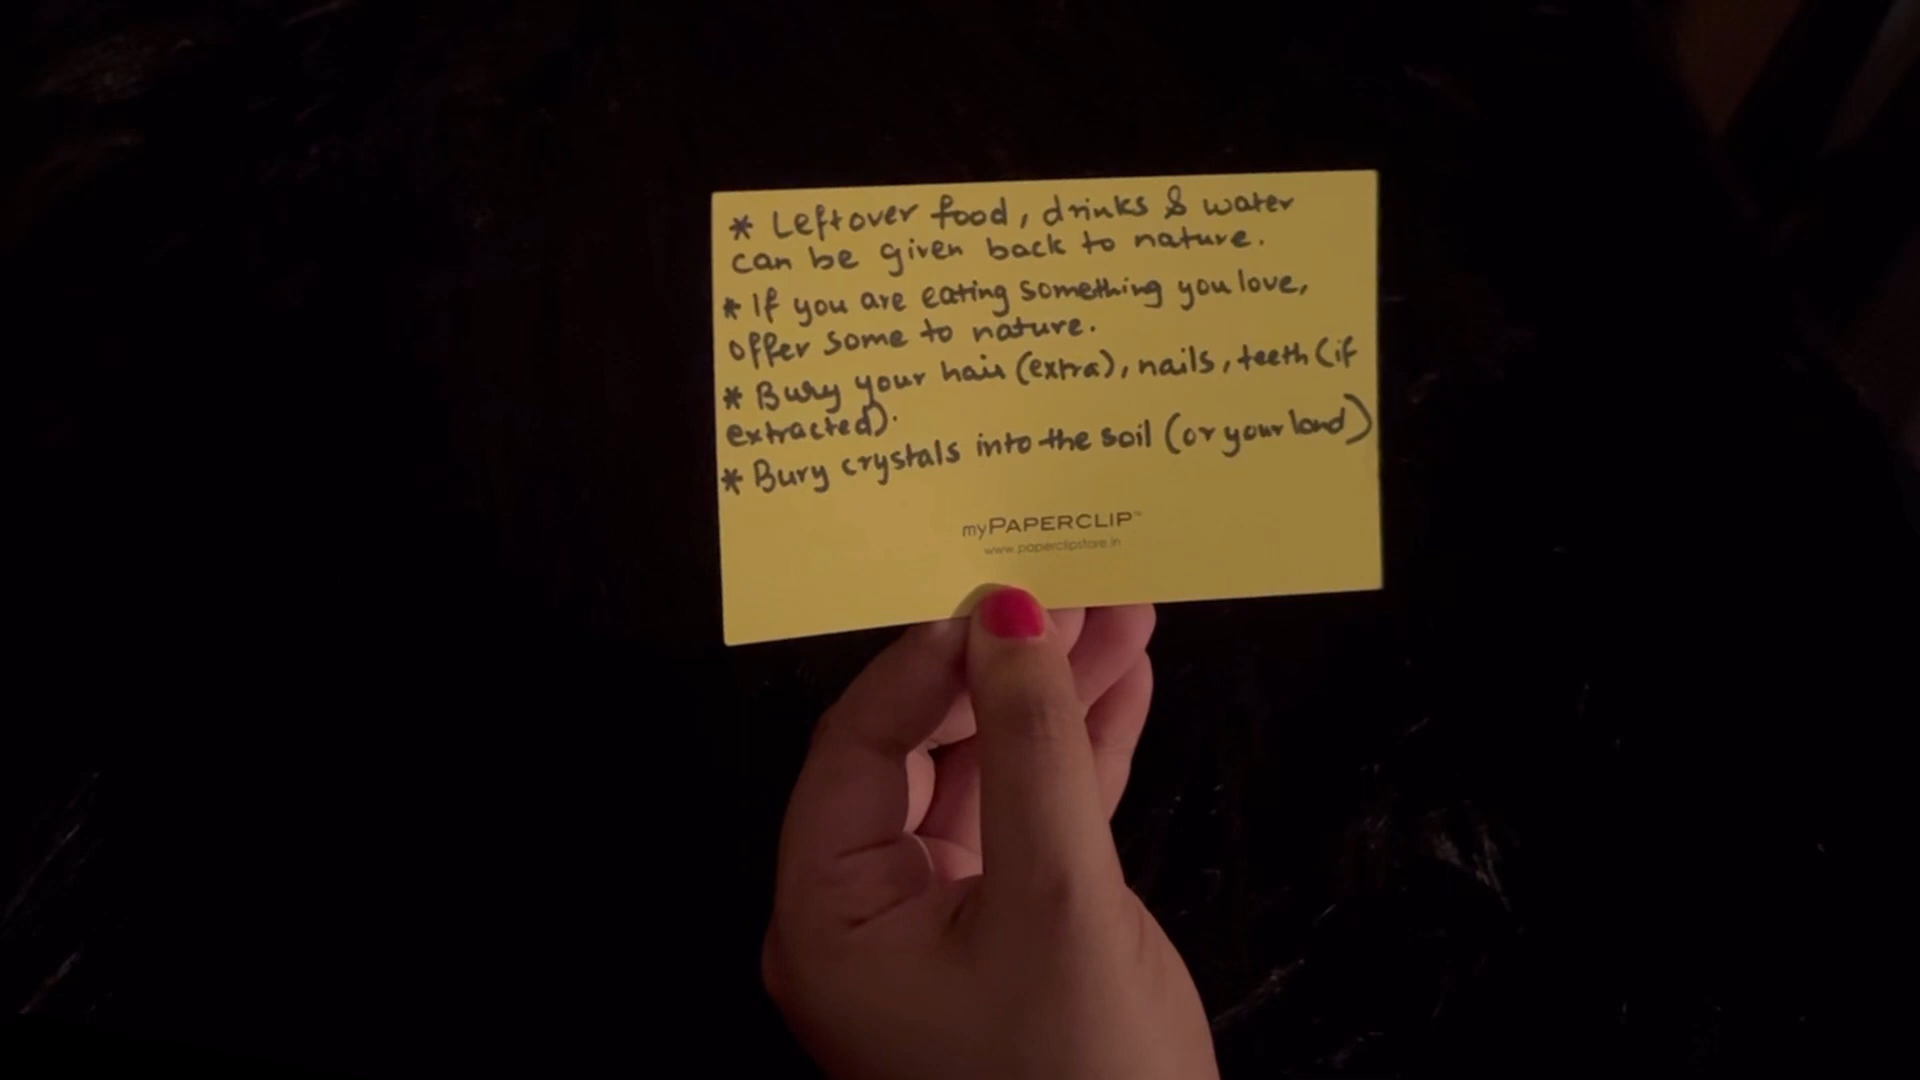 * Leftover food, drinks & water
can be given back to nature.
* If you are eating something you love,
offer some to nature.
* Bury your hair (extra), nails, teeth (if
extracted).
* Bury crystals into the soil (or your land)
myPAPERCLIP™
www.paperclipstore.in